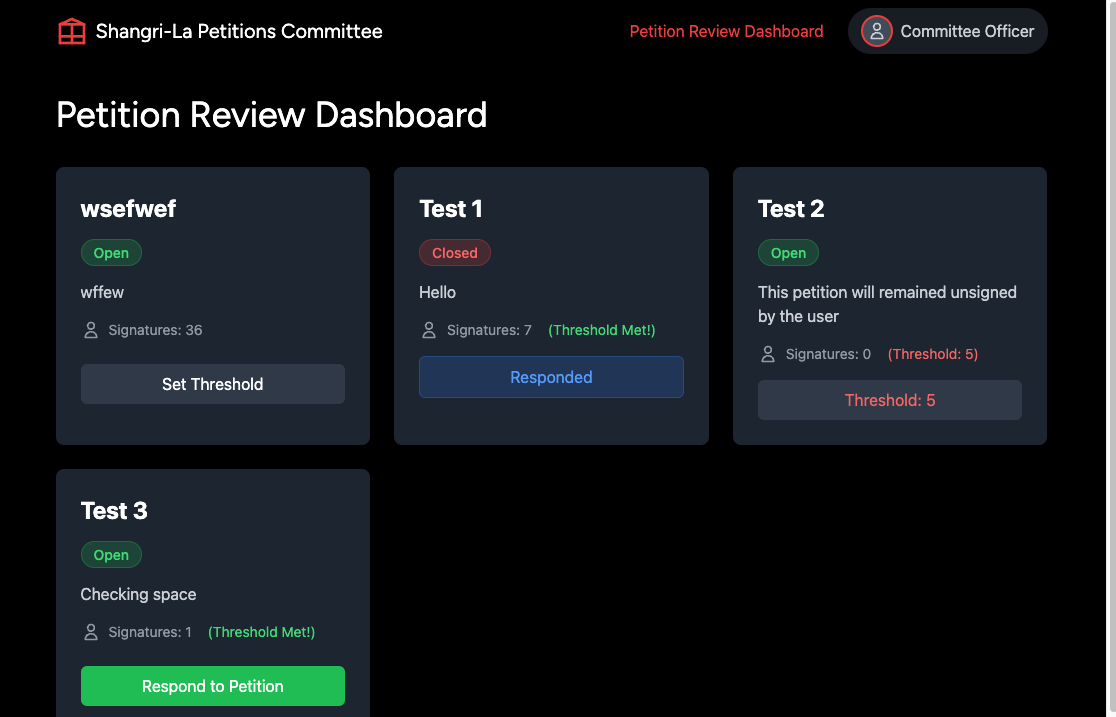 Shangri-La Petitions Committee
Petition Review Dashboard
Committee Officer
Petition Review Dashboard
wsefwef
Open
wffew
Signatures: 36
Set Threshold
Test 1
Closed
Hello
Signatures: 7 (Threshold Met!)
Responded
Test 2
Open
This petition will remained unsigned
by the user
Signatures: 0 (Threshold: 5)
Threshold: 5
Test 3
Open
Checking space
Signatures: 1 (Threshold Met!)
Respond to Petition